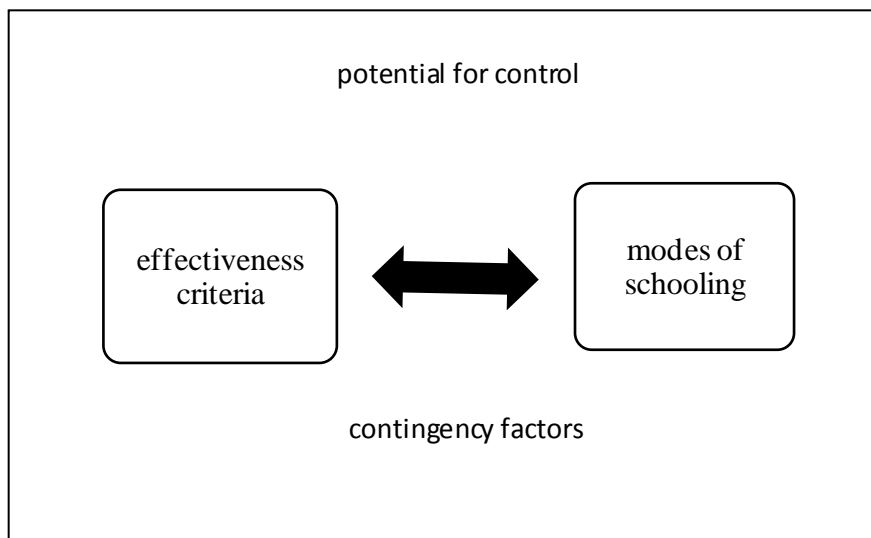 potential for control
effectiveness
criteria
modes of
schooling
contingency factors